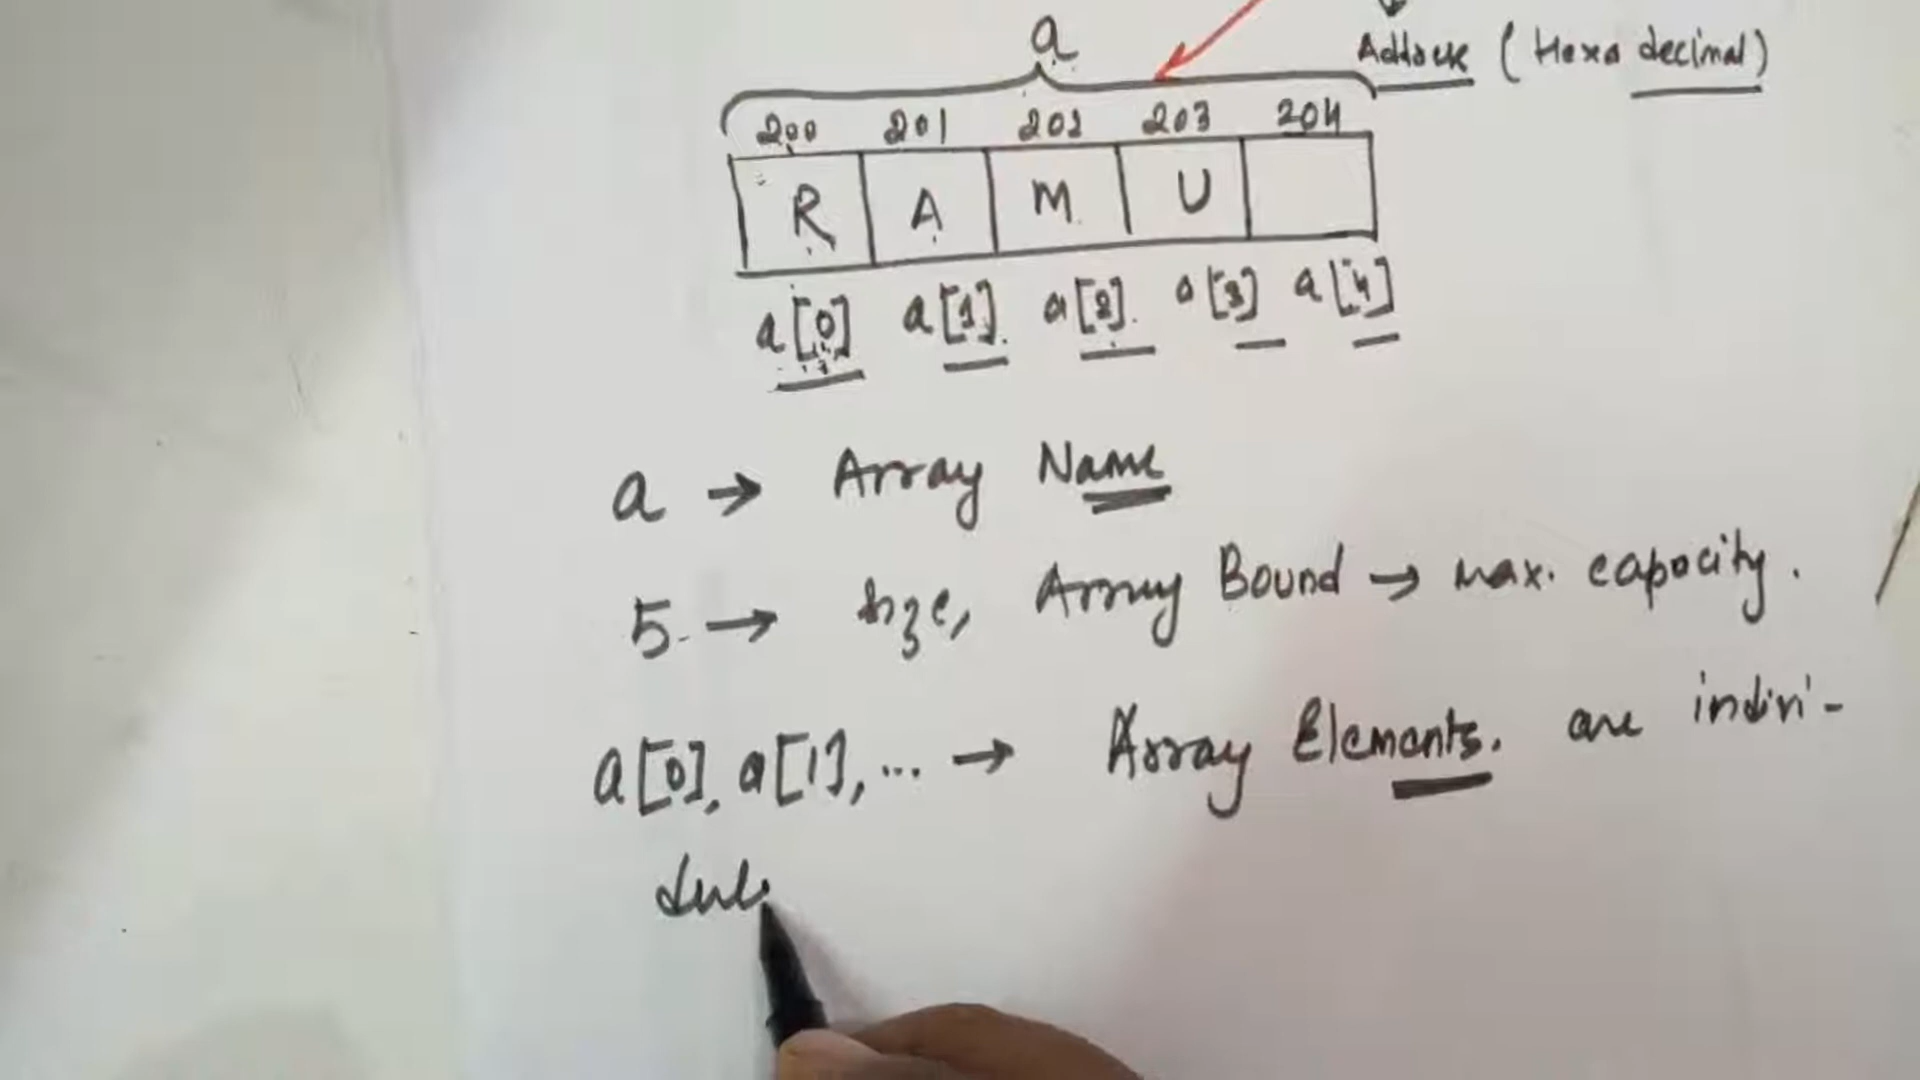 a
Address (Hexa decimal)
200 201 202 203 204
R A M U
a[0] a[1] a[2] a[3] a[4]
a → Array Name
5 → Size, Array Bound → max. capacity.
a[0], a[1], ... → Array Elements. are indivi-